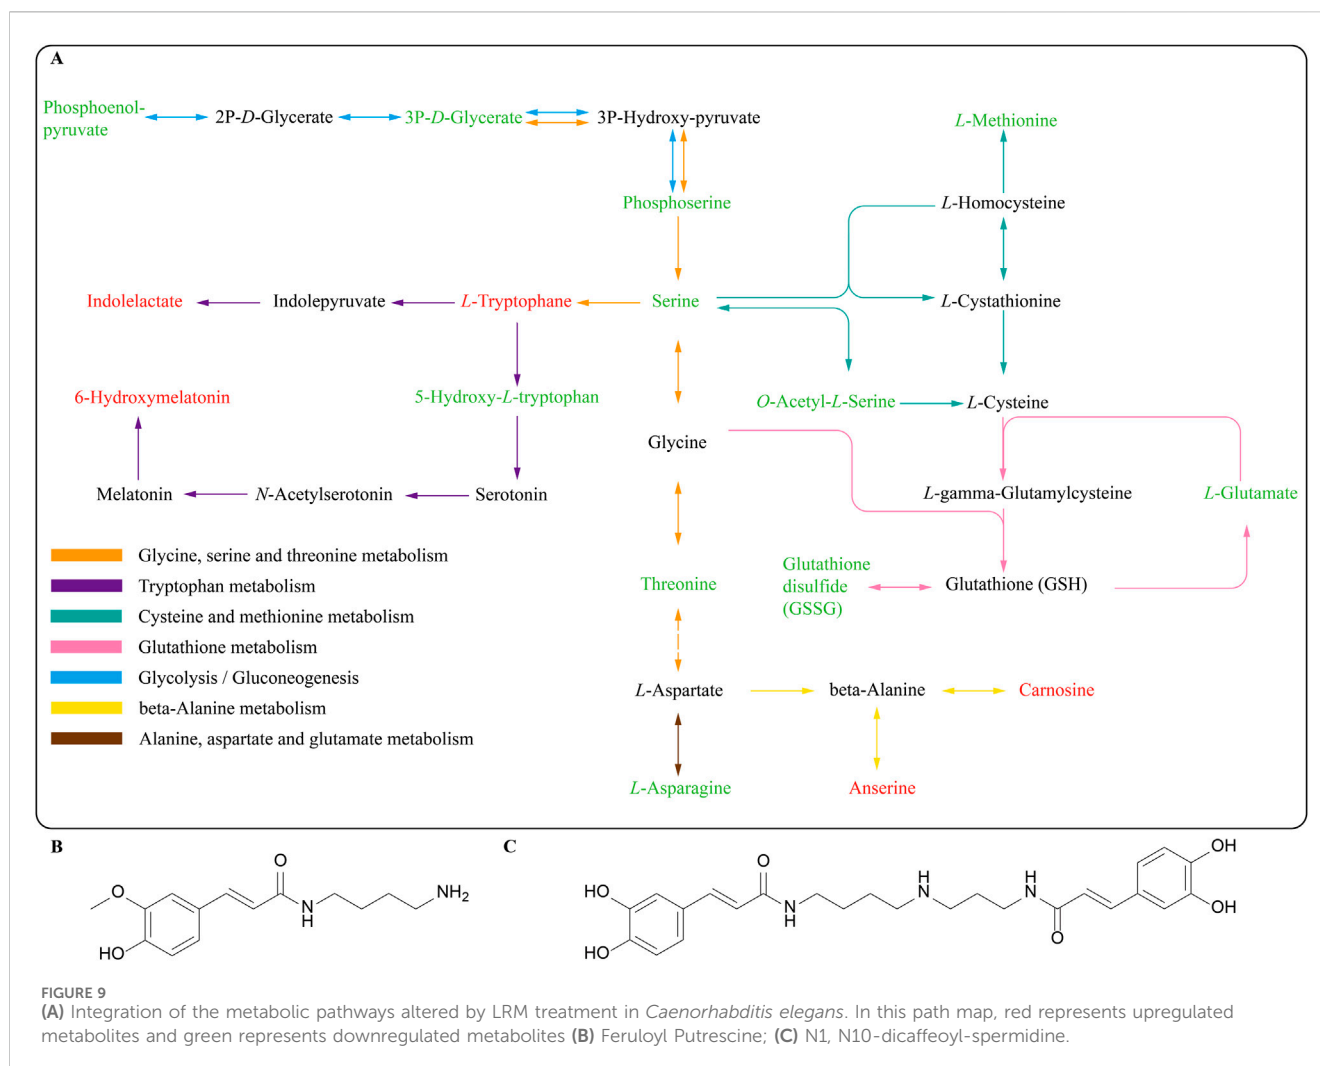 A
Phosphoenol-
pyruvate
2P-D-Glycerate
3P-D-Glycerate
3P-Hydroxy-pyruvate
L-Methionine
Phosphoserine
L-Homocysteine
Indolelactate
Indolepyruvate
L-Tryptophane
Serine
L-Cystathionine
6-Hydroxymelatonin
5-Hydroxy-L-tryptophan
O-Acetyl-L-Serine
L-Cysteine
Glycine
Melatonin
N-Acetylserotonin
Serotonin
L-gamma-Glutamylcysteine
L-Glutamate
Glycine, serine and threonine metabolism
Tryptophan metabolism
Cysteine and methionine metabolism
Glutathione metabolism
Glycolysis / Gluconeogenesis
beta-Alanine metabolism
Alanine, aspartate and glutamate metabolism
Threonine
Glutathione
disulfide
(GSSG)
Glutathione (GSH)
L-Aspartate
beta-Alanine
Carnosine
L-Asparagine
Anserine
B
O
O
N
H
NH2
HO
C
HO
HO
O
N
H
H
N
H
N
O
OH
OH
FIGURE 9
(A) Integration of the metabolic pathways altered by LRM treatment in Caenorhabditis elegans. In this path map, red represents upregulated
metabolites and green represents downregulated metabolites (B) Feruloyl Putrescine; (C) N1, N10-dicaffeoyl-spermidine.